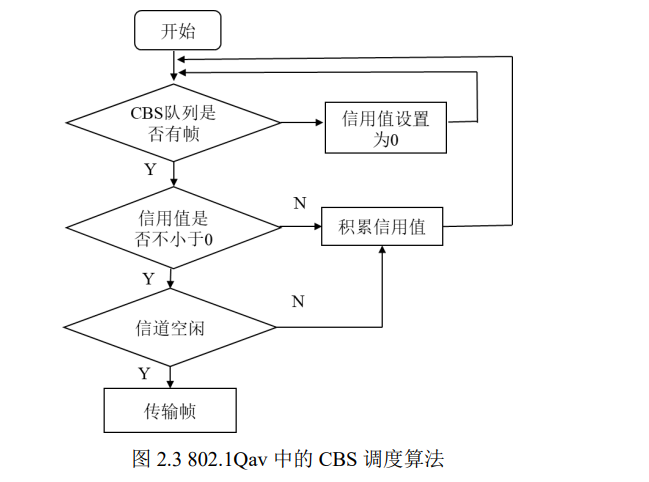 开始
CBS队列是
否有帧
信用值设置
为0
Y
信用值是
否不小于0
N
积累信用值
Y
信道空闲
N
Y
传输帧
图 2.3 802.1Qav 中的 CBS 调度算法